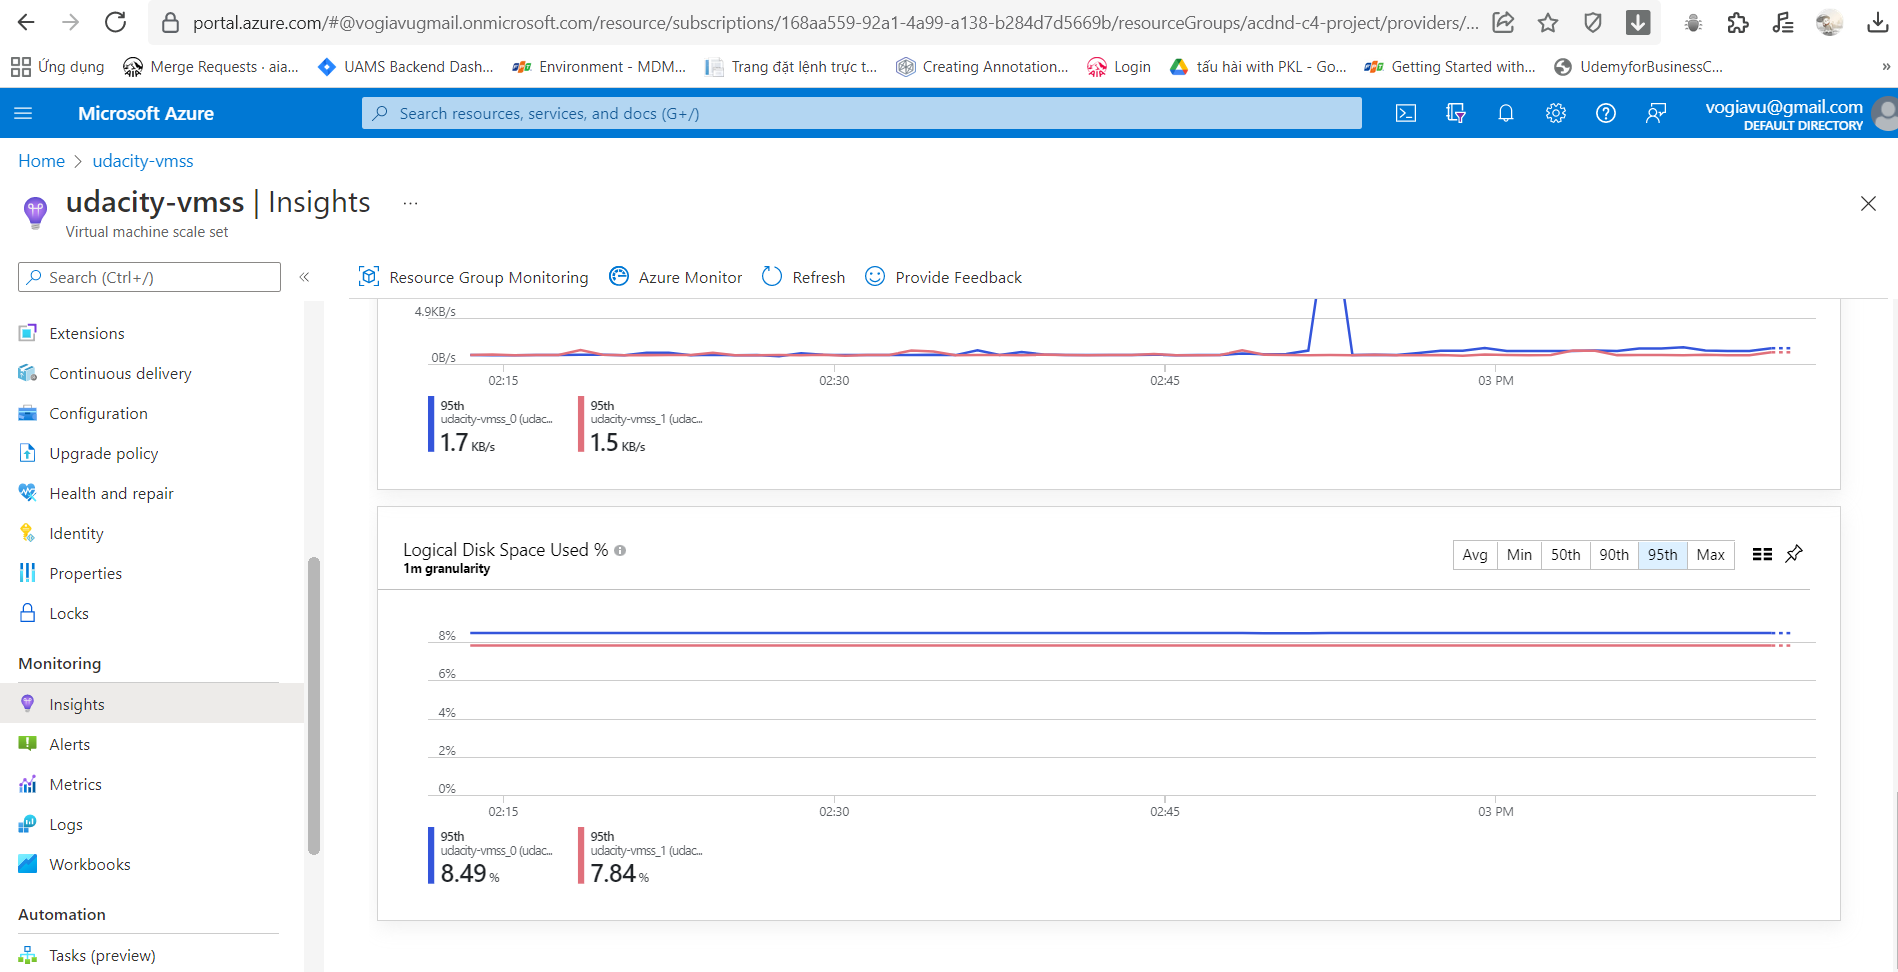 portal.azure.com/#@vogiavugmail.onmicrosoft.com/resource/subscriptions/168aa559-92a1-4a99-a138-b284d7d5669b/resourceGroups/acdnd-c4-project/providers/...
Ứng dụng Merge Requests · aia... UAMS Backend Dash... Environment - MDM... Trang đặt lệnh trực t... Creating Annotation... Login tấu hài with PKL - Go... Getting Started with... UdemyforBusinessC... »
Microsoft Azure Search resources, services, and docs (G+/) vogiavu@gmail.com
DEFAULT DIRECTORY
Home > udacity-vmss
udacity-vmss | Insights ...
Virtual machine scale set
Search (Ctrl+/) «
Resource Group Monitoring Azure Monitor Refresh Provide Feedback
Extensions
Continuous delivery
Configuration
Upgrade policy
Health and repair
Identity
Properties
Locks
Monitoring
Insights
Alerts
Metrics
Logs
Workbooks
Automation
Tasks (preview)
4.9KB/s
0B/s
02:15 02:30 02:45 03 PM
95th
udacity-vmss_0 (udac...
1.7 KB/s
95th
udacity-vmss_1 (udac...
1.5 KB/s
Logical Disk Space Used %
1m granularity
Avg Min 50th 90th 95th Max
8%
6%
4%
2%
0%
02:15 02:30 02:45 03 PM
95th
udacity-vmss_0 (udac...
8.49 %
95th
udacity-vmss_1 (udac...
7.84 %